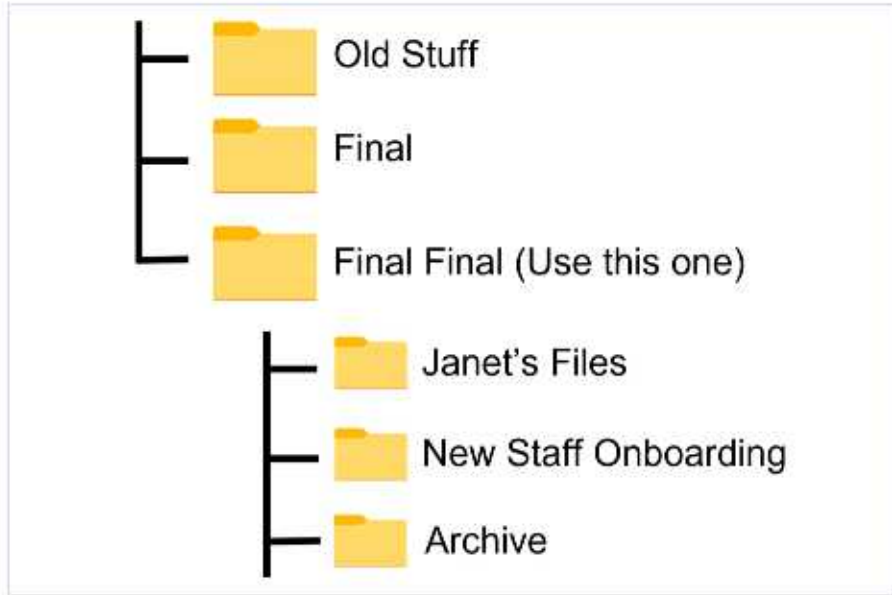 Old Stuff
Final
Final Final (Use this one)
Janet’s Files
New Staff Onboarding
Archive